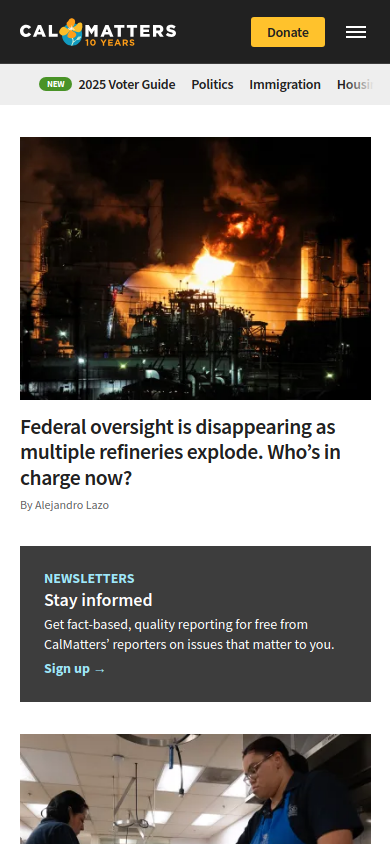 CALMATTERS
10 YEARS
Donate
NEW 2025 Voter Guide Politics Immigration Housi
Federal oversight is disappearing as
multiple refineries explode. Who’s in
charge now?
By Alejandro Lazo
NEWSLETTERS
Stay informed
Get fact-based, quality reporting for free from
CalMatters’ reporters on issues that matter to you.
Sign up →